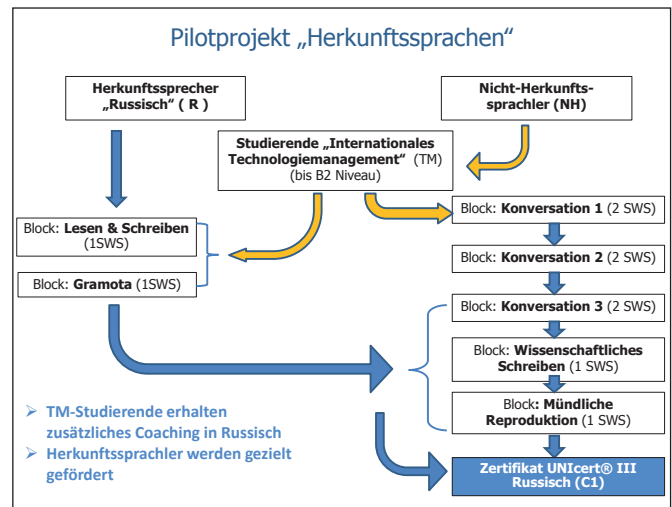 Pilotprojekt „Herkunftssprachen“
Herkunftssprecher
„Russisch“ ( R )
Nicht-Herkunfts-
sprachler (NH)
Studierende „Internationales
Technologiemanagement“ (TM)
(bis B2 Niveau)
Block: Lesen & Schreiben
(1SWS)
Block: Gramota (1SWS)
Block: Konversation 1 (2 SWS)
Block: Konversation 2 (2 SWS)
Block: Konversation 3 (2 SWS)
Block: Wissenschaftliches
Schreiben (1 SWS)
Block: Mündliche
Reproduktion (1 SWS)
Zertifikat UNIcert® III
Russisch (C1)
➢ TM-Studierende erhalten
zusätzliches Coaching in Russisch
➢ Herkunftssprachler werden gezielt
gefördert